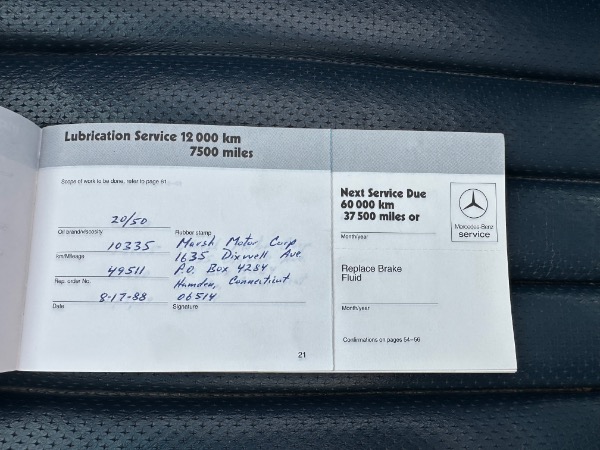 Lubrication Service 12 000 km
7500 miles
Scope of work to be done, refer to page 61
20/50
Oil brand/viscosity
Rubber stamp
10335
Marsh Motor Corp
km/Mileage
1635 Dixwell Ave
49511
P.O. Box 4284
Rep. order No.
Hamden, Connecticut
8-17-88
06514
Date
Signature
21
Next Service Due
60 000 km
37 500 miles or
Month/year
Replace Brake
Fluid
Month/year
Confirmations on pages 54–56
Mercedes-Benz
service